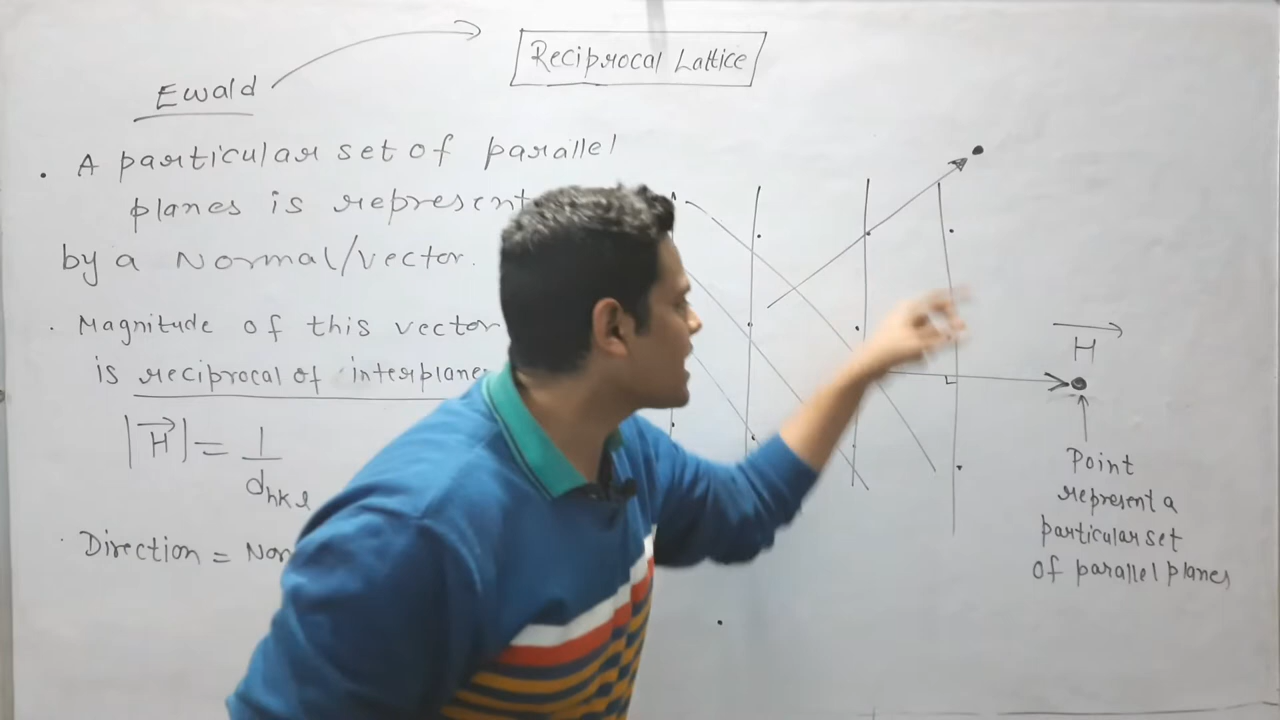 Reciprocal Lattice
Ewald
. A particular set of parallel
planes is represent
by a Normal/vector.
. Magnitude of this vector
is reciprocal of interplane
|H| = 1/dhkl
. Direction = Nor
H
Point
represent a
particular set
of parallel planes